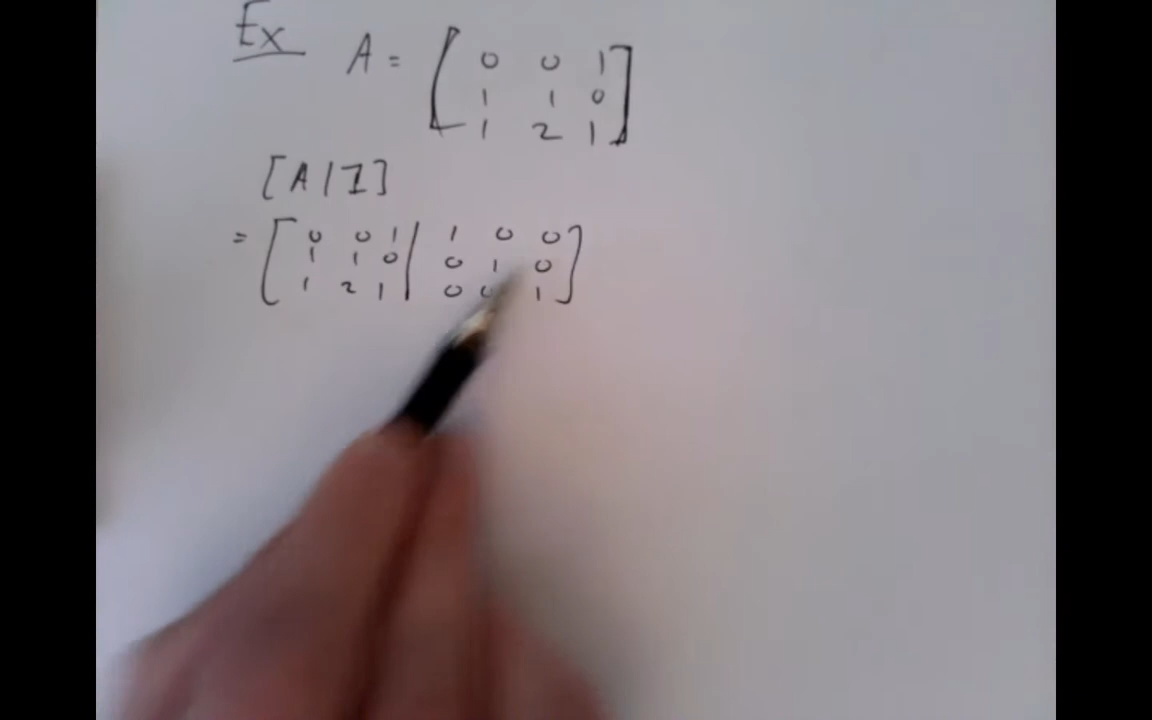 Ex A = [ 0 0 1
1 1 0
1 2 1 ]
[A | I]
= [ 0 0 1 | 1 0 0
1 1 0 | 0 1 0
1 2 1 | 0 0 1 ]